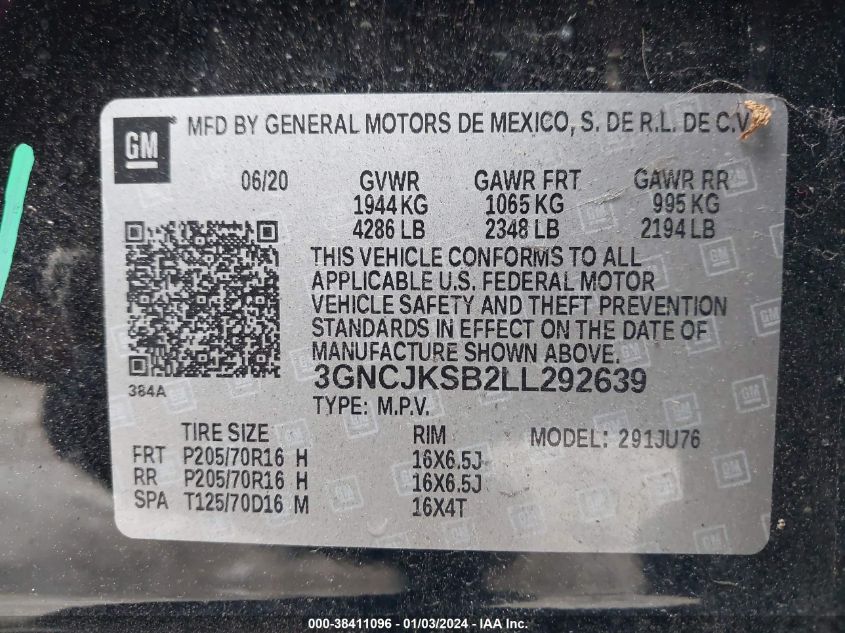 GM MFD BY GENERAL MOTORS DE MEXICO, S. DE R.L. DE C.V.
06/20 GVWR GAWR FRT GAWR RR
1944 KG 1065 KG 995 KG
4286 LB 2348 LB 2194 LB
THIS VEHICLE CONFORMS TO ALL
APPLICABLE U.S. FEDERAL MOTOR
VEHICLE SAFETY AND THEFT PREVENTION
STANDARDS IN EFFECT ON THE DATE OF
MANUFACTURE SHOWN ABOVE.
384A
3GNCJKSB2LL292639
TYPE: M.P.V.
TIRE SIZE RIM MODEL: 291JU76
FRT P205/70R16 H 16X6.5J
RR P205/70R16 H 16X6.5J
SPA T125/70D16 M 16X4T
000-38411096 - 01/03/2024 - IAA Inc.